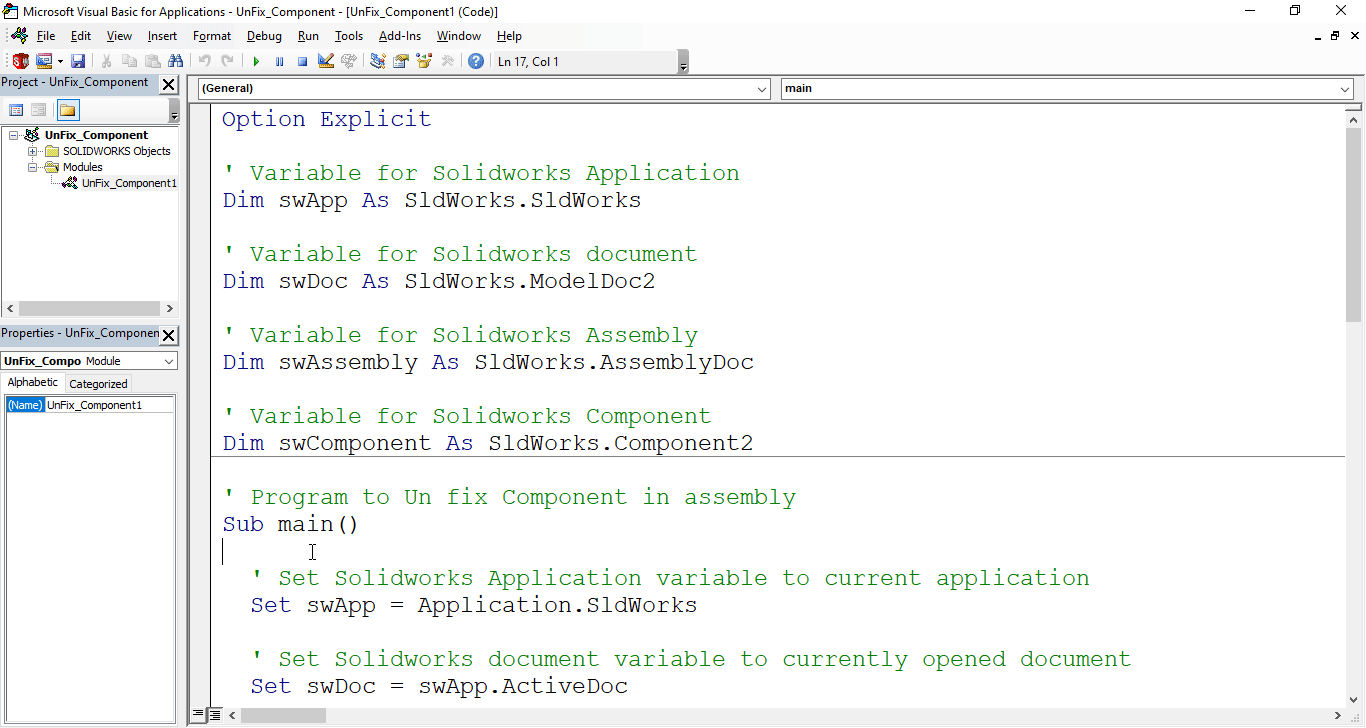 Microsoft Visual Basic for Applications - UnFix_Component - [UnFix_Component1 (Code)]
File Edit View Insert Format Debug Run Tools Add-Ins Window Help
Ln 17, Col 1
Project - UnFix_Component
(General) main
UnFix_Component
SOLIDWORKS Objects
Modules
UnFix_Component1
Properties - UnFix_Componen
UnFix_Compo Module
Alphabetic Categorized
(Name) UnFix_Component1
Option Explicit
' Variable for Solidworks Application
Dim swApp As SldWorks.SldWorks
' Variable for Solidworks document
Dim swDoc As SldWorks.ModelDoc2
' Variable for Solidworks Assembly
Dim swAssembly As SldWorks.AssemblyDoc
' Variable for Solidworks Component
Dim swComponent As SldWorks.Component2
' Program to Un fix Component in assembly
Sub main()
' Set Solidworks Application variable to current application
Set swApp = Application.SldWorks
' Set Solidworks document variable to currently opened document
Set swDoc = swApp.ActiveDoc